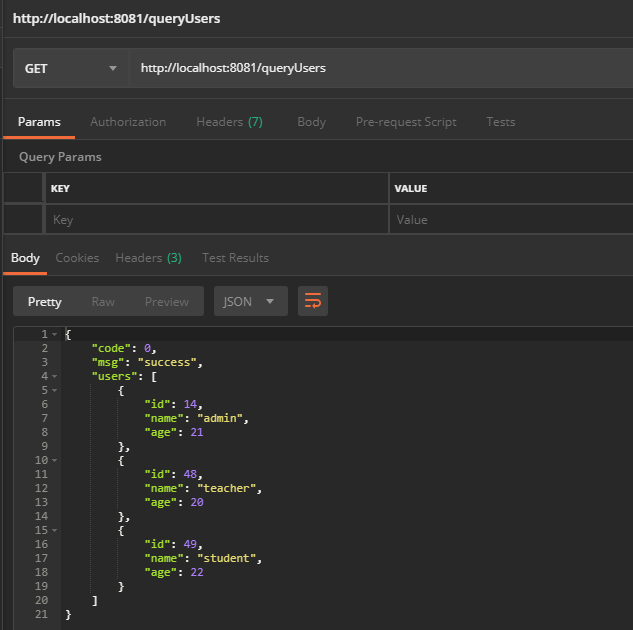 http://localhost:8081/queryUsers
GET http://localhost:8081/queryUsers
Params Authorization Headers (7) Body Pre-request Script Tests
Query Params
KEY VALUE
Key Value
Body Cookies Headers (3) Test Results
Pretty Raw Preview JSON
1 {
2 "code": 0,
3 "msg": "success",
4 "users": [
5 {
6 "id": 14,
7 "name": "admin",
8 "age": 21
9 },
10 {
11 "id": 48,
12 "name": "teacher",
13 "age": 20
14 },
15 {
16 "id": 49,
17 "name": "student",
18 "age": 22
19 }
20 ]
21 }